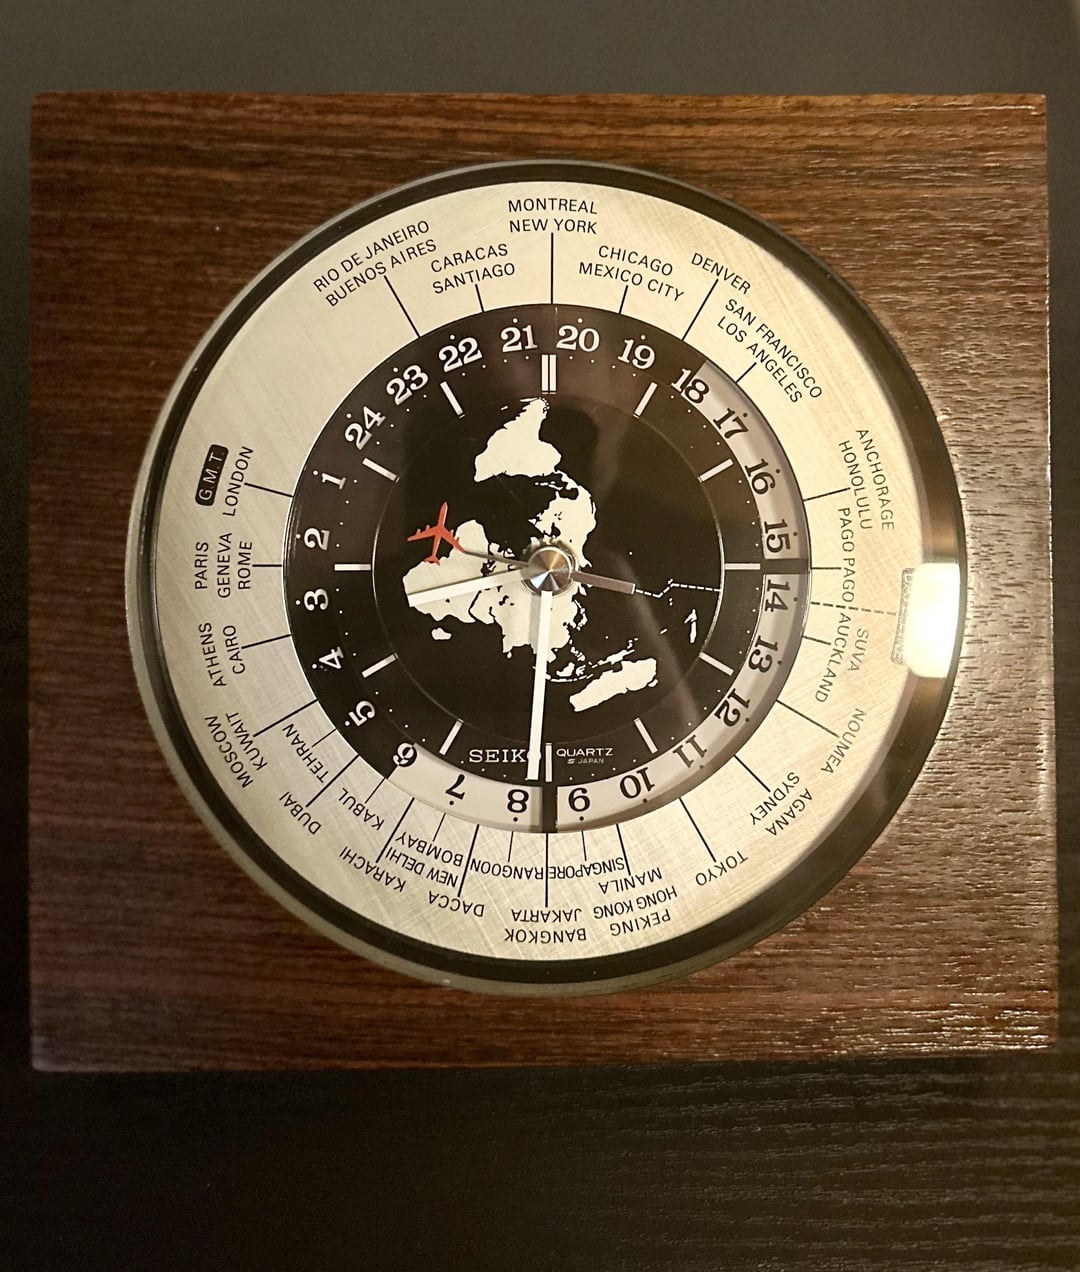 MONTREAL
NEW YORK
CHICAGO
MEXICO CITY
DENVER
SAN FRANCISCO
LOS ANGELES
ANCHORAGE
HONOLULU
PAGO PAGO
SUVA
AUCKLAND
NOUMEA
SYDNEY
AGANA
TOKYO
MANILA
SINGAPORE
PEKING
HONG KONG
BANGKOK
JAKARTA
RANGOON
DACCA
BOMBAY
NEW DELHI
KARACHI
KABUL
DUBAI
TEHRAN
MOSCOW
KUWAIT
ATHENS
CAIRO
PARIS
GENEVA
ROME
G.M.T.
LONDON
RIO DE JANEIRO
BUENOS AIRES
CARACAS
SANTIAGO
20
19
18
17
16
15
14
13
12
11
10
9
8
7
6
5
4
3
2
1
24
23
22
21
SEIKO QUARTZ
S JAPAN